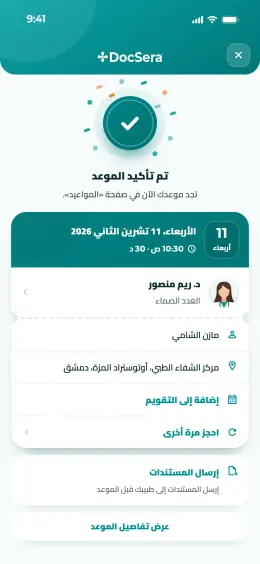 9:41
DocSera
تم تأكيد الموعد
تجد موعدك الآن في صفحة «المواعيد».
11
أربعاء
الأربعاء، 11 تشرين الثاني 2026
10:30 ص · 30 د
د. ريم منصور
الغدد الصماء
مازن الشامي
مركز الشفاء الطبي، أوتوستراد المزة، دمشق
إضافة إلى التقويم
احجز مرة أخرى
إرسال المستندات
إرسل المستندات إلى طبيبك قبل الموعد
عرض تفاصيل الموعد